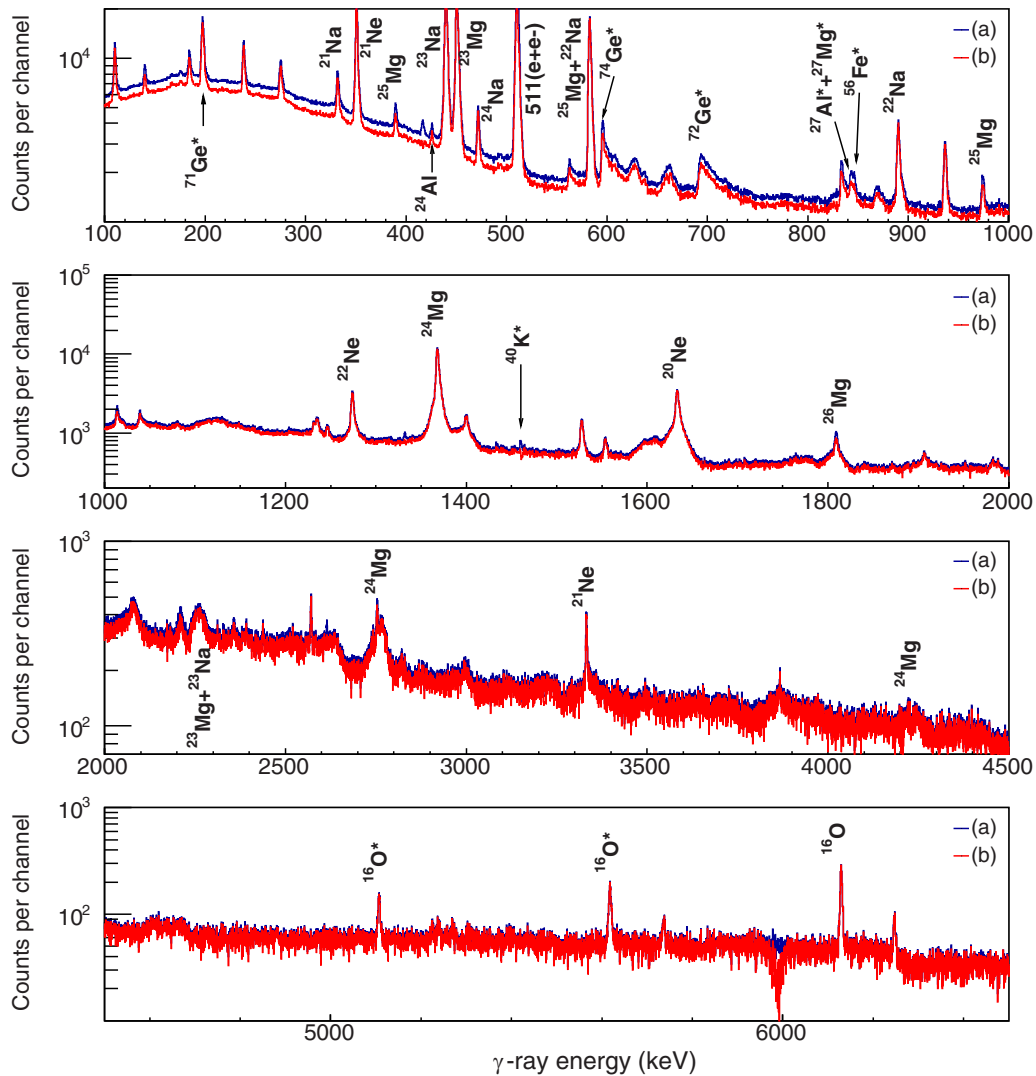 Counts per channel
10⁴
²¹Na
²¹Ne
²⁵Mg
²³Na
²³Mg
²⁴Na
511(e+e-)
²⁵Mg+ ²²Na
⁷⁴Ge*
⁷²Ge*
²⁷Al*+²⁷Mg*
⁵⁶Fe*
²²Na
²⁵Mg
⁷¹Ge*
²⁴Al
(a)
(b)
100 200 300 400 500 600 700 800 900 1000
Counts per channel
10⁵
10⁴
10³
²²Ne
²⁴Mg
⁴⁰K*
²⁰Ne
²⁶Mg
(a)
(b)
1000 1200 1400 1600 1800 2000
Counts per channel
10³
10²
²³Mg+ ²³Na
²⁴Mg
²¹Ne
²⁴Mg
(a)
(b)
2000 2500 3000 3500 4000 4500
Counts per channel
10³
10²
¹⁶O*
¹⁶O*
¹⁶O
(a)
(b)
5000 6000
γ-ray energy (keV)